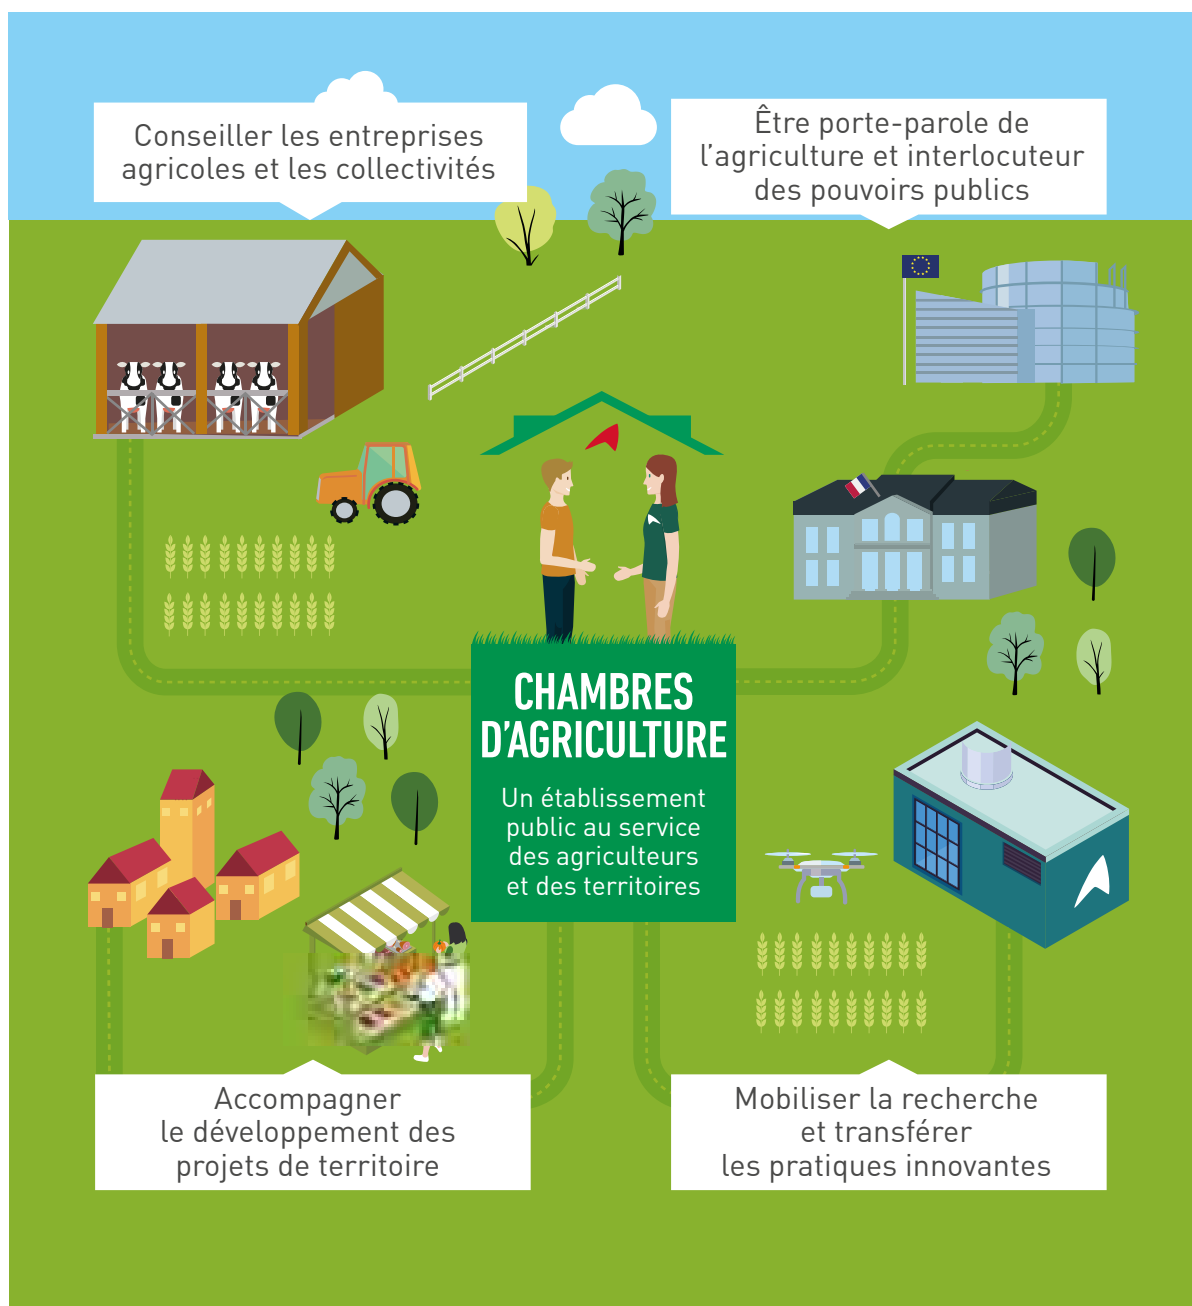 Conseiller les entreprises
agricoles et les collectivités
Être porte-parole de
l’agriculture et interlocuteur
des pouvoirs publics
CHAMBRES
D’AGRICULTURE
Un établissement
public au service
des agriculteurs
et des territoires
Accompagner
le développement des
projets de territoire
Mobiliser la recherche
et transférer
les pratiques innovantes